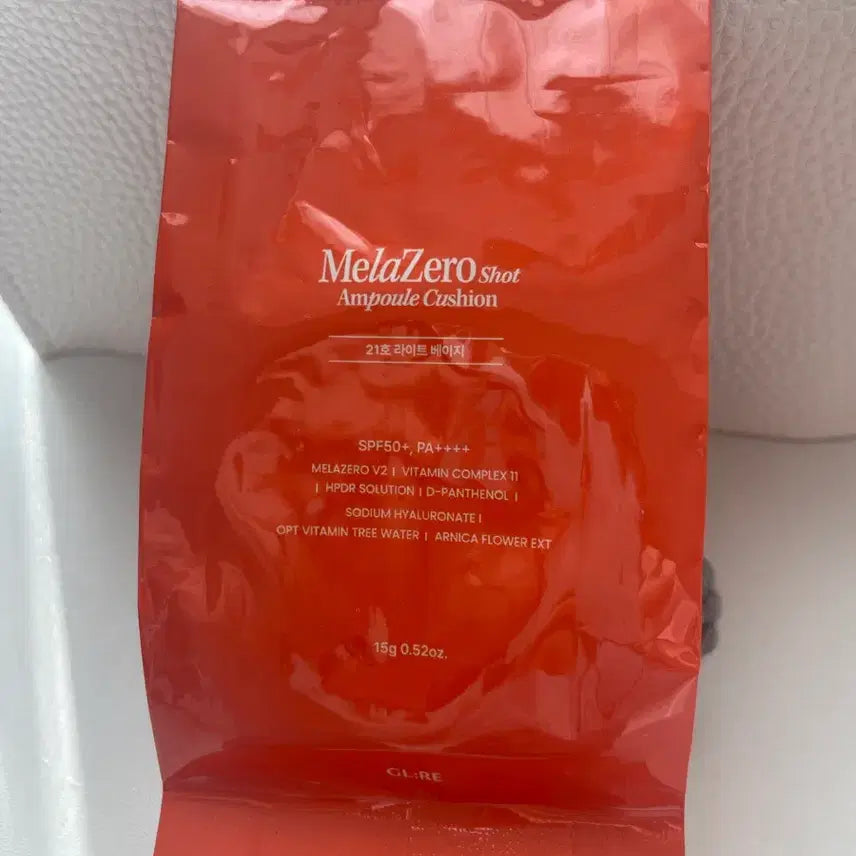 MelaZero Shot
Ampoule Cushion
21호 라이트 베이지
SPF50+, PA++++
MELAZERO V2 | VITAMIN COMPLEX 11
| HPDR SOLUTION | D-PANTHENOL |
SODIUM HYALURONATE |
OPT VITAMIN TREE WATER | ARNICA FLOWER EXT
15g 0.52oz.
GL:RE